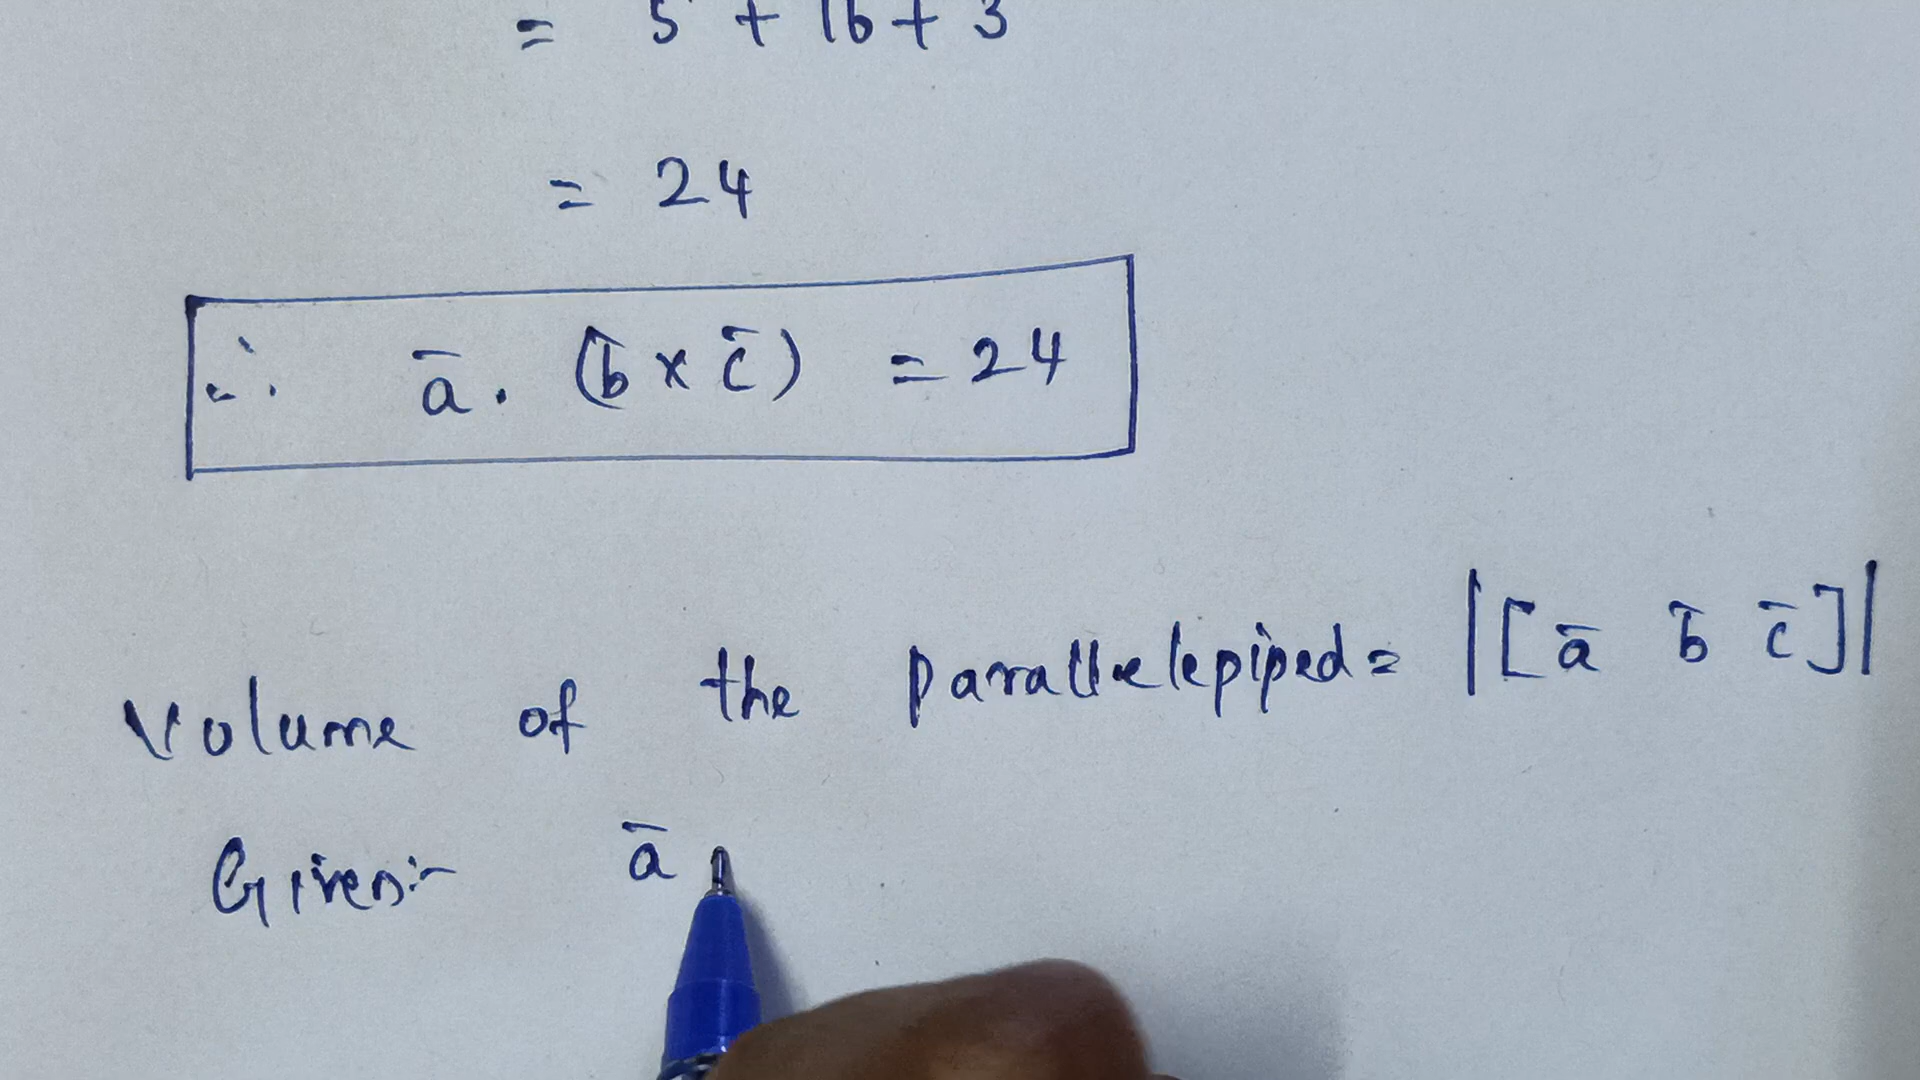 = 5 + 16 + 3
= 24
∴ a̅ . (b̅ × c̅) = 24
Volume of the parallelepiped = |[a̅ b̅ c̅]|
Given:- a̅